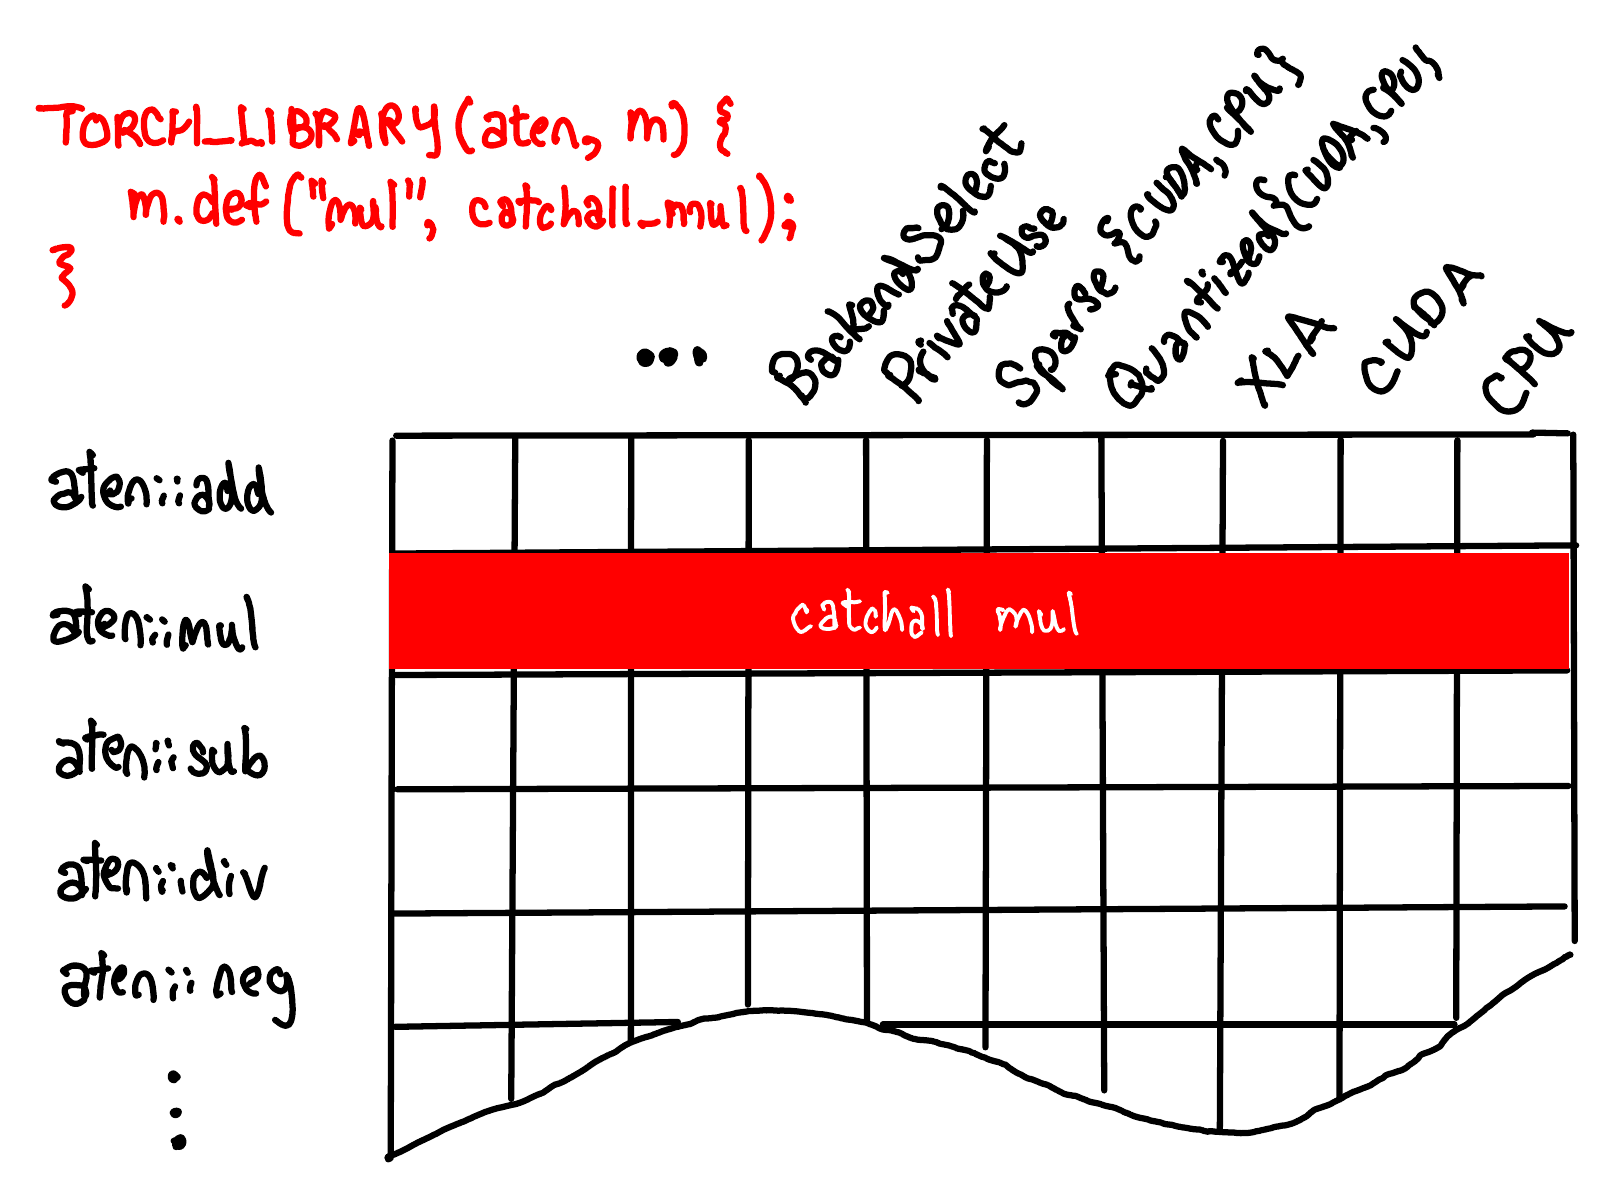 TORCH_LIBRARY(aten, m) {
m.def("mul", catchall_mul);
}
...
BackendSelect
PrivateUse
Sparse{CUDA,CPU}
Quantized{CUDA,CPU}
XLA
CUDA
CPU
aten::add
aten::mul
catchall mul
aten::sub
aten::div
aten::neg
⋮